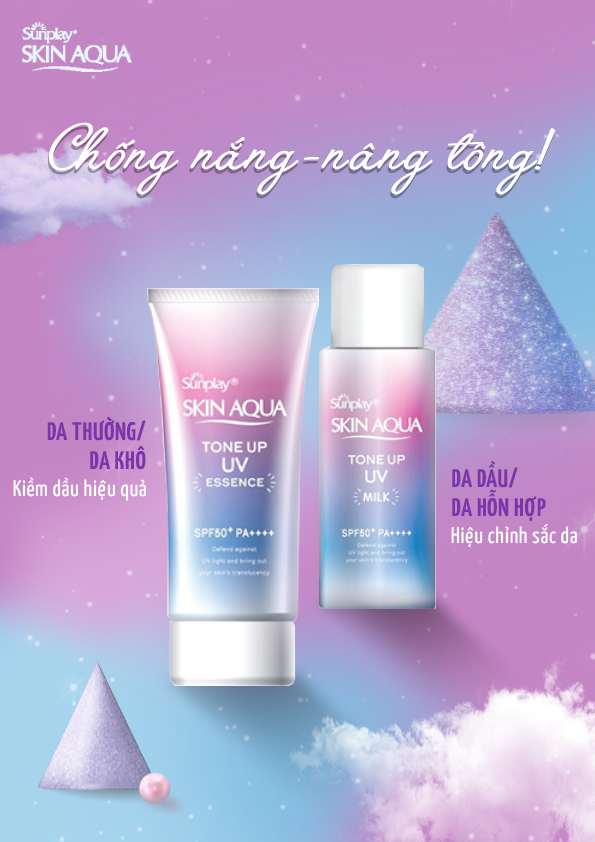 Sunplay®
SKIN AQUA
Chống nắng-nâng tông!
Sunplay®
SKIN AQUA
TONE UP
UV
ESSENCE
SPF50+ PA++++
Defend against
UV light and bring out
your skin's translucency
Sunplay®
SKIN AQUA
TONE UP
UV
MILK
SPF50+ PA++++
Defend against
UV light and bring out
your skin's translucency
DA THƯỜNG/
DA KHÔ
Kiềm dầu hiệu quả
DA DẦU/
DA HỖN HỢP
Hiệu chỉnh sắc da